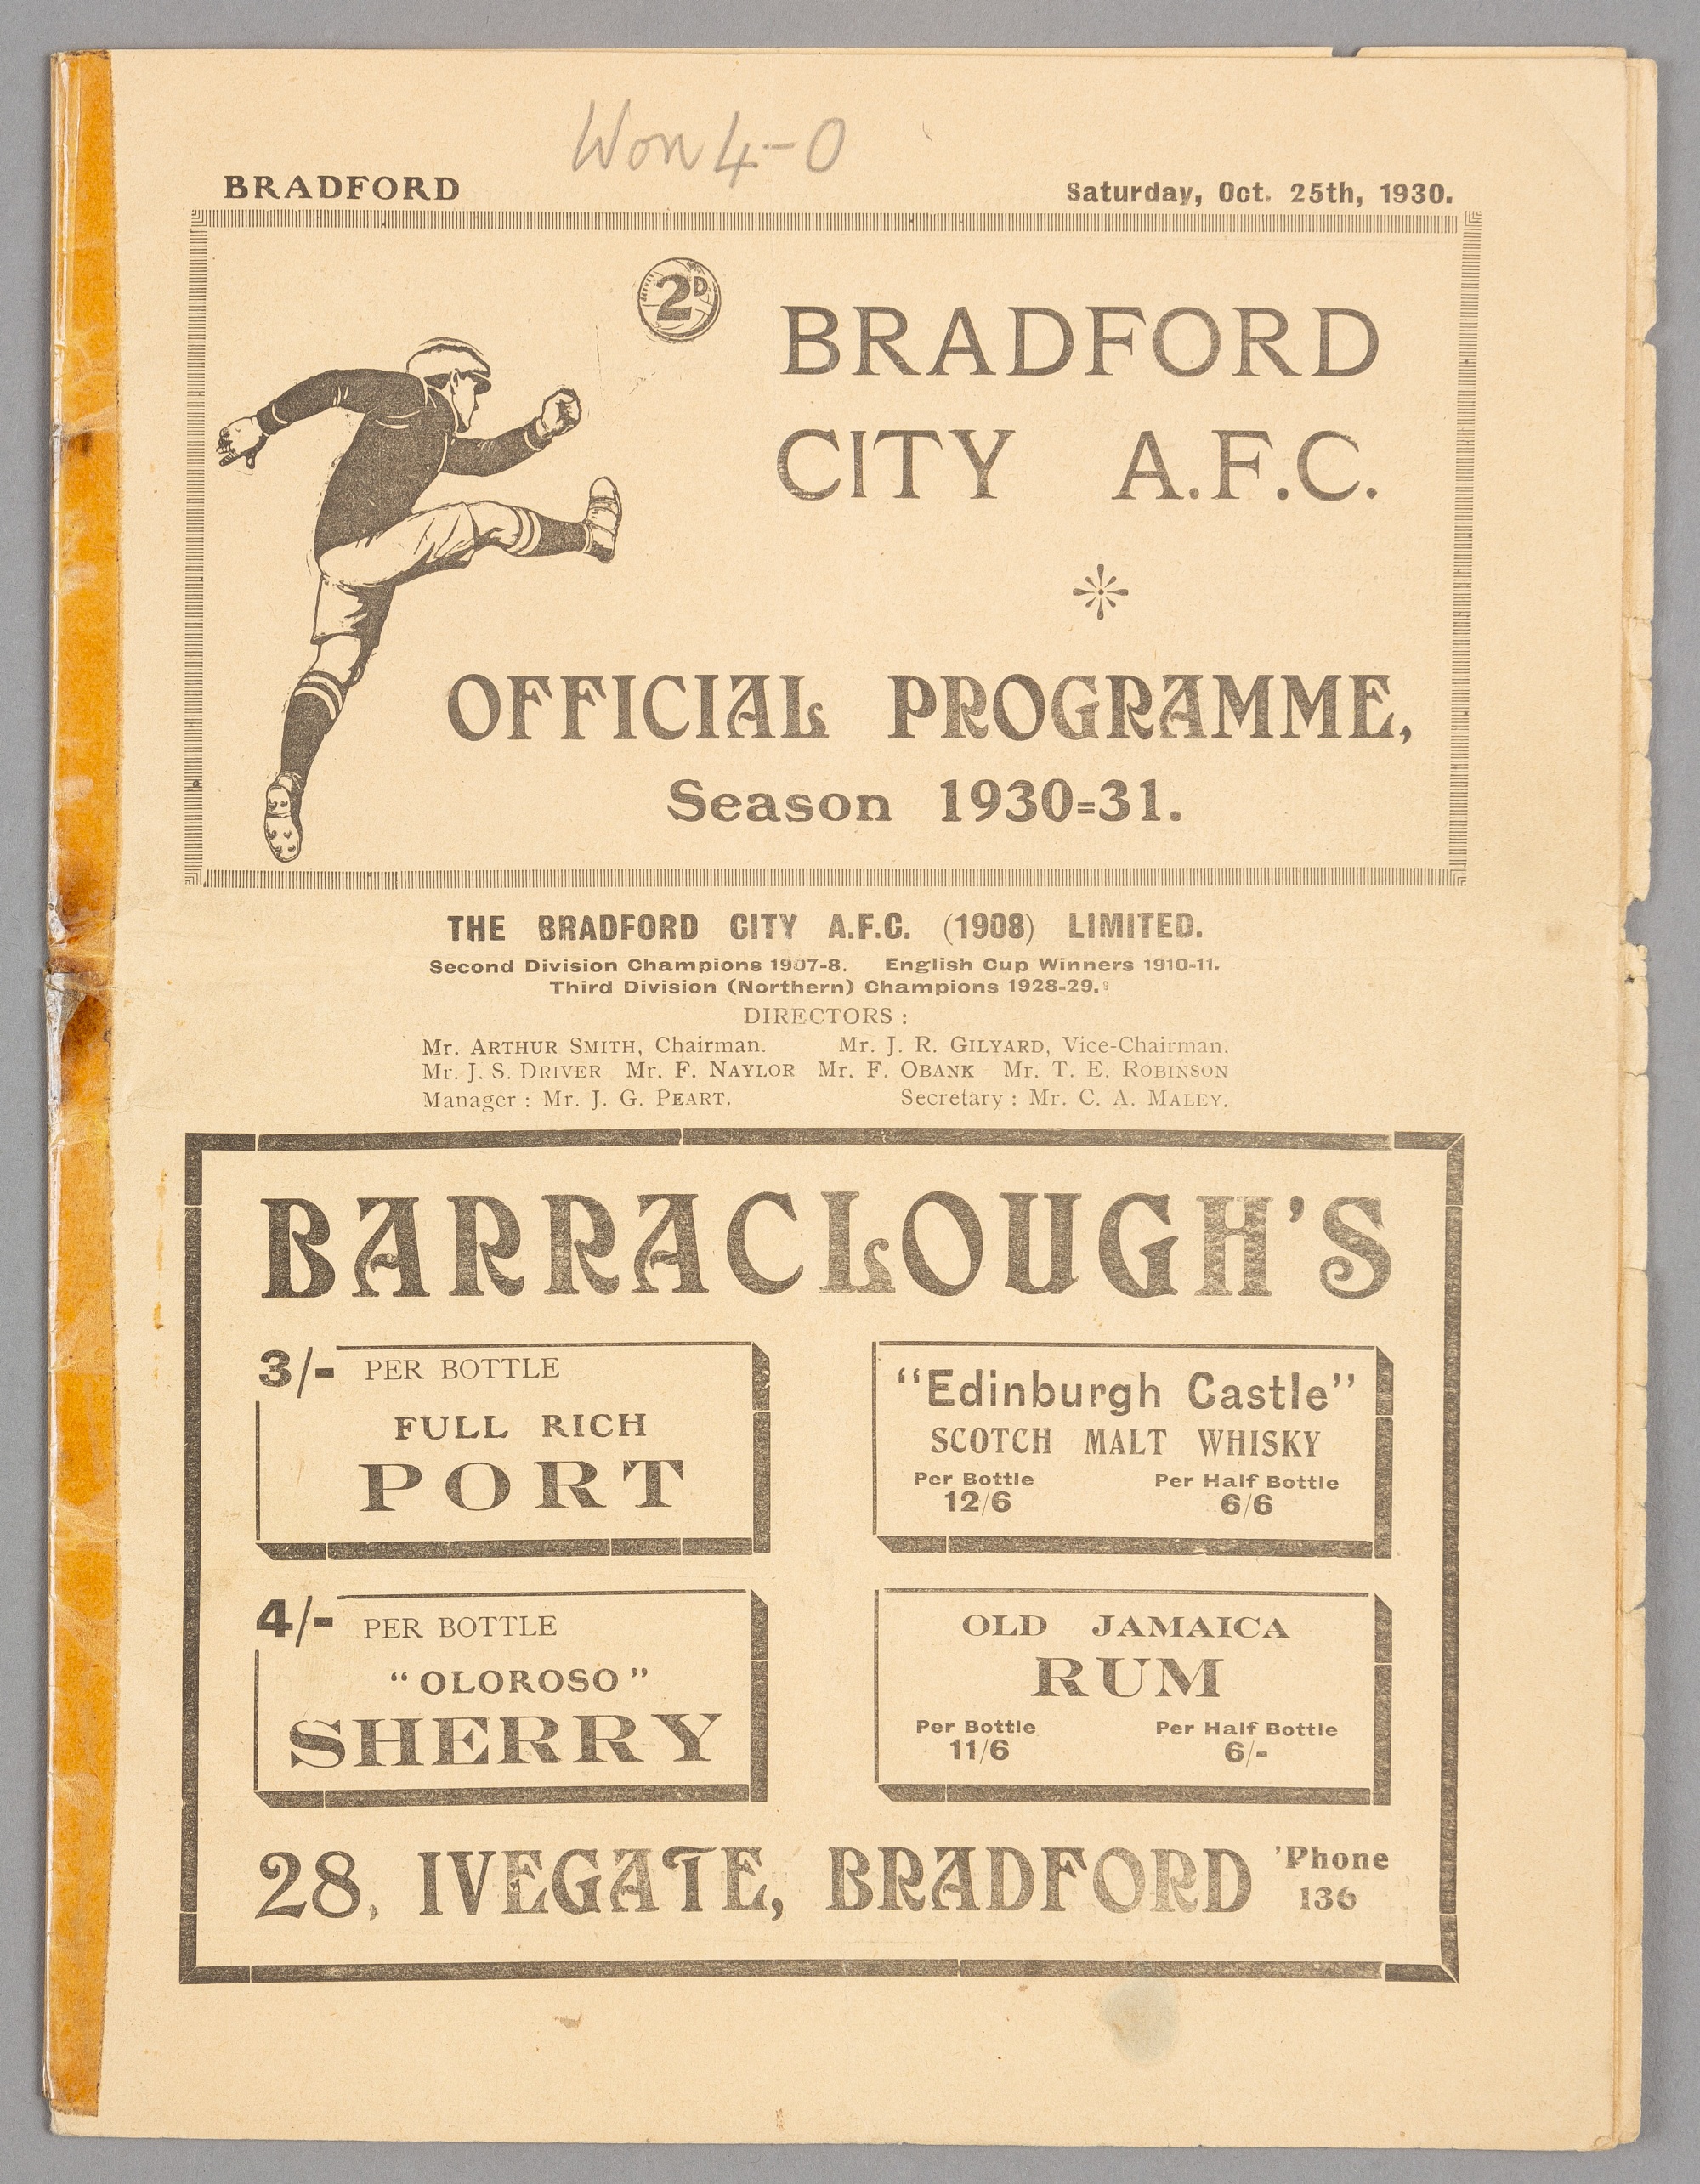 Won 4-0
BRADFORD Saturday, Oct. 25th, 1930.
2D
BRADFORD
CITY A.F.C.
OFFICIAL PROGRAMME,
Season 1930=31.
THE BRADFORD CITY A.F.C. (1908) LIMITED.
Second Division Champions 1907-8. English Cup Winners 1910-11.
Third Division (Northern) Champions 1928-29.
DIRECTORS :
Mr. ARTHUR SMITH, Chairman. Mr. J. R. GILYARD, Vice-Chairman.
Mr. J. S. DRIVER Mr. F. NAYLOR Mr. F. OBANK Mr. T. E. ROBINSON
Manager : Mr. J. G. PEART. Secretary : Mr. C. A. MALEY.
BARRACLOUGH'S
3/- PER BOTTLE
FULL RICH
PORT
"Edinburgh Castle"
SCOTCH MALT WHISKY
Per Bottle Per Half Bottle
12/6 6/6
4/- PER BOTTLE
"OLOROSO"
SHERRY
OLD JAMAICA
RUM
Per Bottle Per Half Bottle
11/6 6/-
28, IVEGATE, BRADFORD 'Phone
136